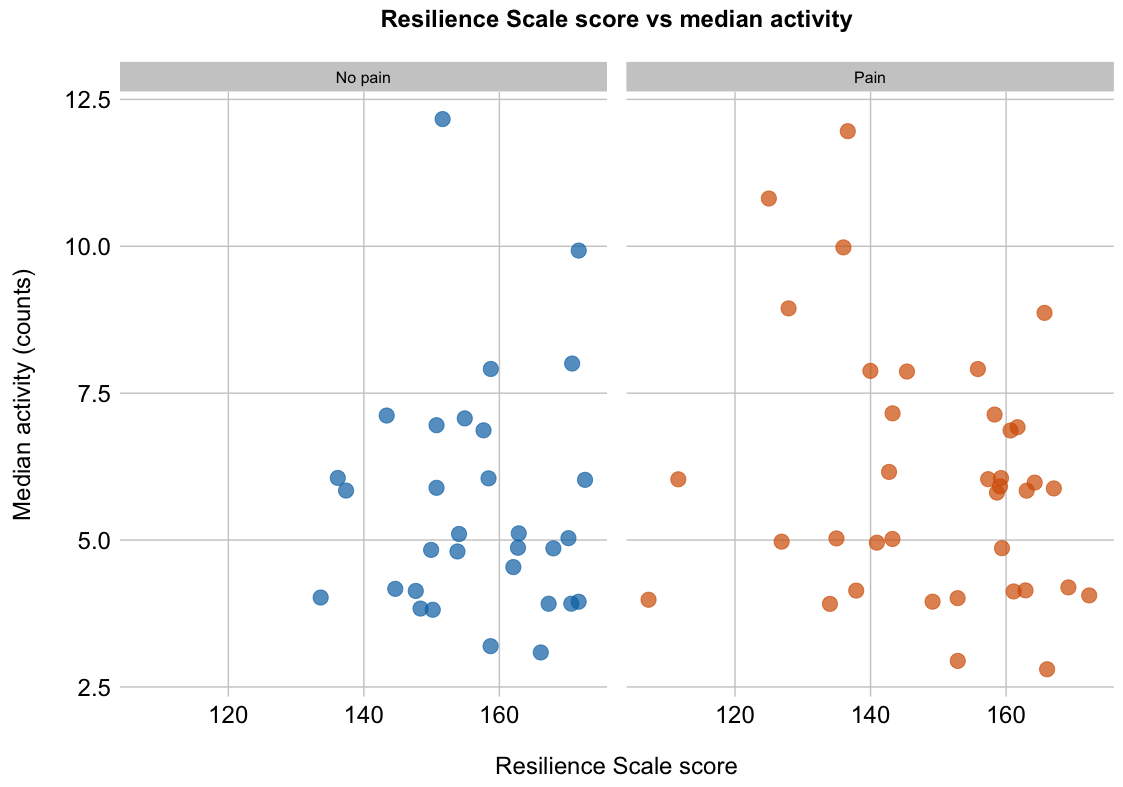 Resilience Scale score vs median activity
No pain
Pain
12.5
10.0
7.5
5.0
2.5
Median activity (counts)
120 140 160
120 140 160
Resilience Scale score